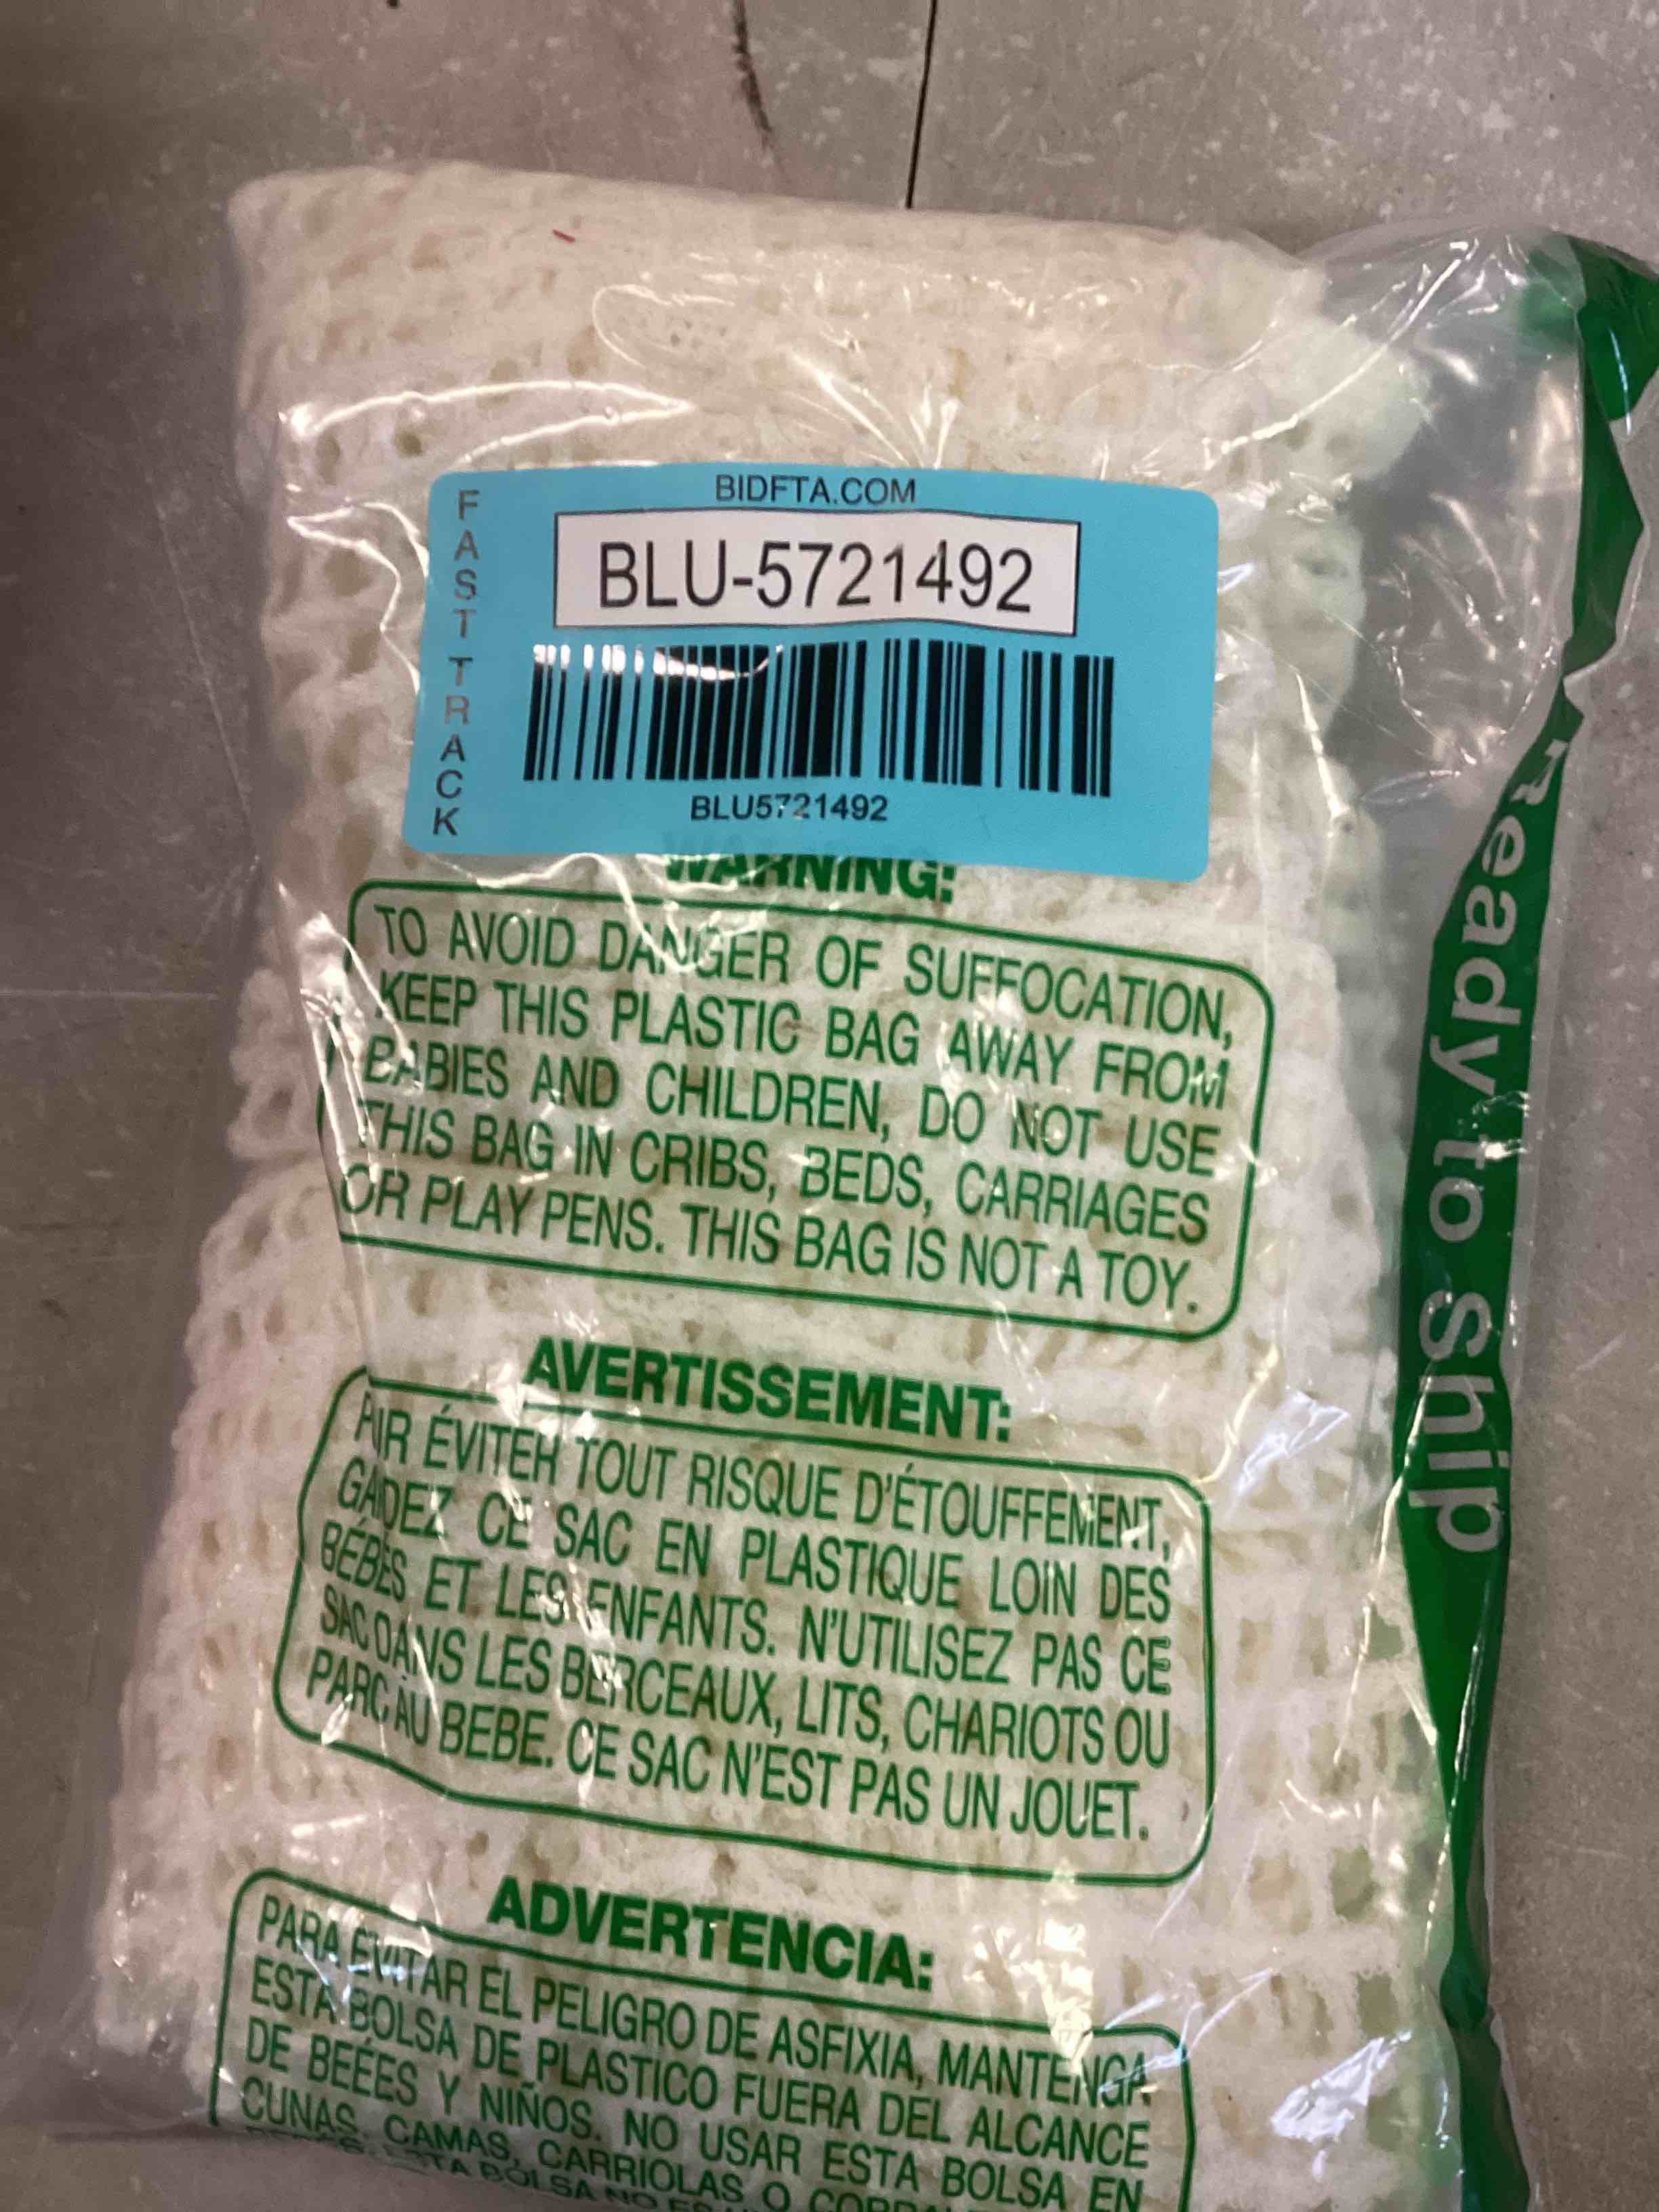 BIDFTA.COM
FAST TRACK
BLU-5721492
BLU5721492
WARNING:
TO AVOID DANGER OF SUFFOCATION,
KEEP THIS PLASTIC BAG AWAY FROM
BABIES AND CHILDREN, DO NOT USE
THIS BAG IN CRIBS, BEDS, CARRIAGES
OR PLAY PENS. THIS BAG IS NOT A TOY.
AVERTISSEMENT:
ÉVITER TOUT RISQUE D'ÉTOUFFEMENT,
CE SAC EN PLASTIQUE LOIN DES
BÉBÉS ET LES ENFANTS. N'UTILISEZ PAS CE
SAC DANS LES BERCEAUX, LITS, CHARIOTS OU
PARC AU BEBE. CE SAC N'EST PAS UN JOUET.
ADVERTENCIA:
PARA EVITAR EL PELIGRO DE ASFIXIA, MANTENGA
ESTA BOLSA DE PLASTICO FUERA DEL ALCANCE
DE BEÉES Y NIÑOS. NO USAR ESTA BOLSA EN
CUNAS, CAMAS, CARRIOLAS O
BOLSA NO
ready to ship